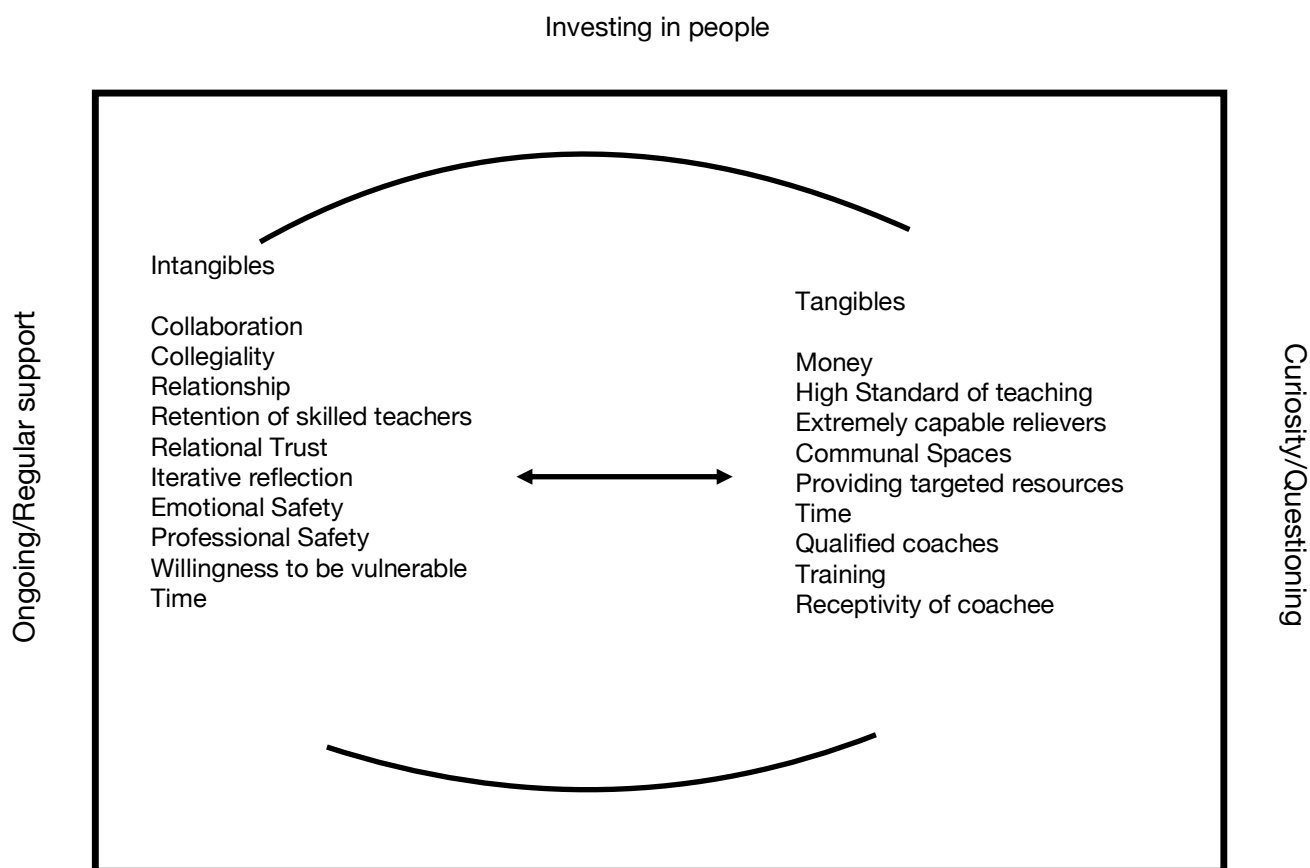 Investing in people
Ongoing/Regular support
Intangibles
Collaboration
Collegiality
Relationship
Retention of skilled teachers
Relational Trust
Iterative reflection
Emotional Safety
Professional Safety
Willingness to be vulnerable
Time
Tangibles
Money
High Standard of teaching
Extremely capable relievers
Communal Spaces
Providing targeted resources
Time
Qualified coaches
Training
Receptivity of coachee
Curiosity/Questioning